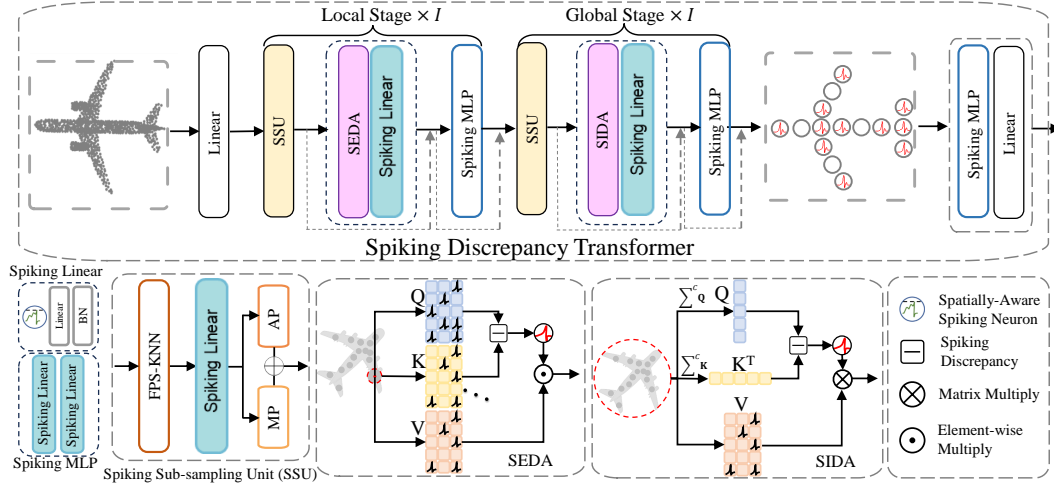 Local Stage × I
Global Stage × I
Linear
SSU
SEDA
Spiking Linear
Spiking MLP
SSU
SIDA
Spiking Linear
Spiking MLP
Spiking MLP
Linear
Spiking Discrepancy Transformer
Spiking Linear
Linear
BN
Spiking Linear
Spiking Linear
Spiking MLP
FPS-KNN
Spiking Linear
AP
MP
Spiking Sub-sampling Unit (SSU)
Q
K
V
SEDA
∑ᶜ_Q Q
∑ᶜ_K Kᵀ
V
SIDA
Spatially-Aware
Spiking Neuron
Spiking
Discrepancy
Matrix Multiply
Element-wise
Multiply